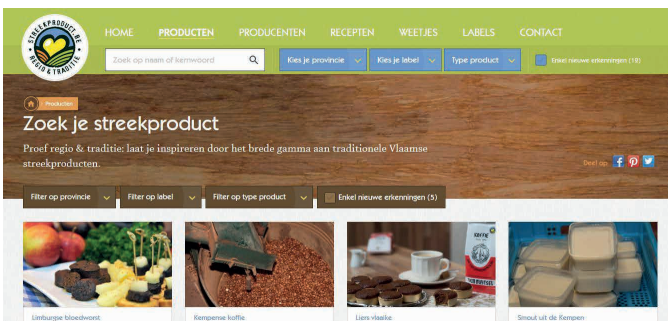 STREEKPRODUCT.BE
REGIO & TRADITIE
HOME PRODUCTEN PRODUCENTEN RECEPTEN WEETJES LABELS CONTACT
Zoek op naam of kernwoord Kies je provincie Kies je label Type product Enkel nieuwe erkenningen (18)
Producten
Zoek je streekproduct
Proef regio & traditie: laat je inspireren door het brede gamma aan traditionele Vlaamse
streekproducten.
Deel op
Filter op provincie Filter op label Filter op type product Enkel nieuwe erkenningen (5)
KOFFIE
Limburgse bloedworst Kempense koffie Liers vlaaike Smout uit de Kempen